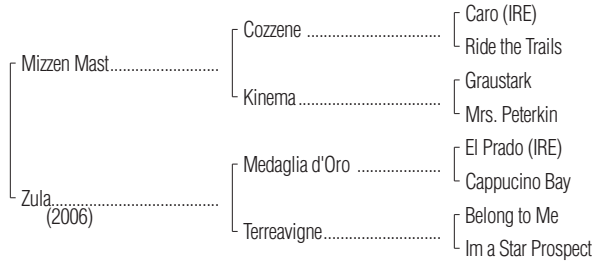 Caro (IRE)
Cozzene
Ride the Trails
Mizzen Mast
Graustark
Kinema
Mrs. Peterkin
El Prado (IRE)
Medaglia d'Oro
Cappucino Bay
Zula
(2006)
Belong to Me
Terreavigne
Im a Star Prospect